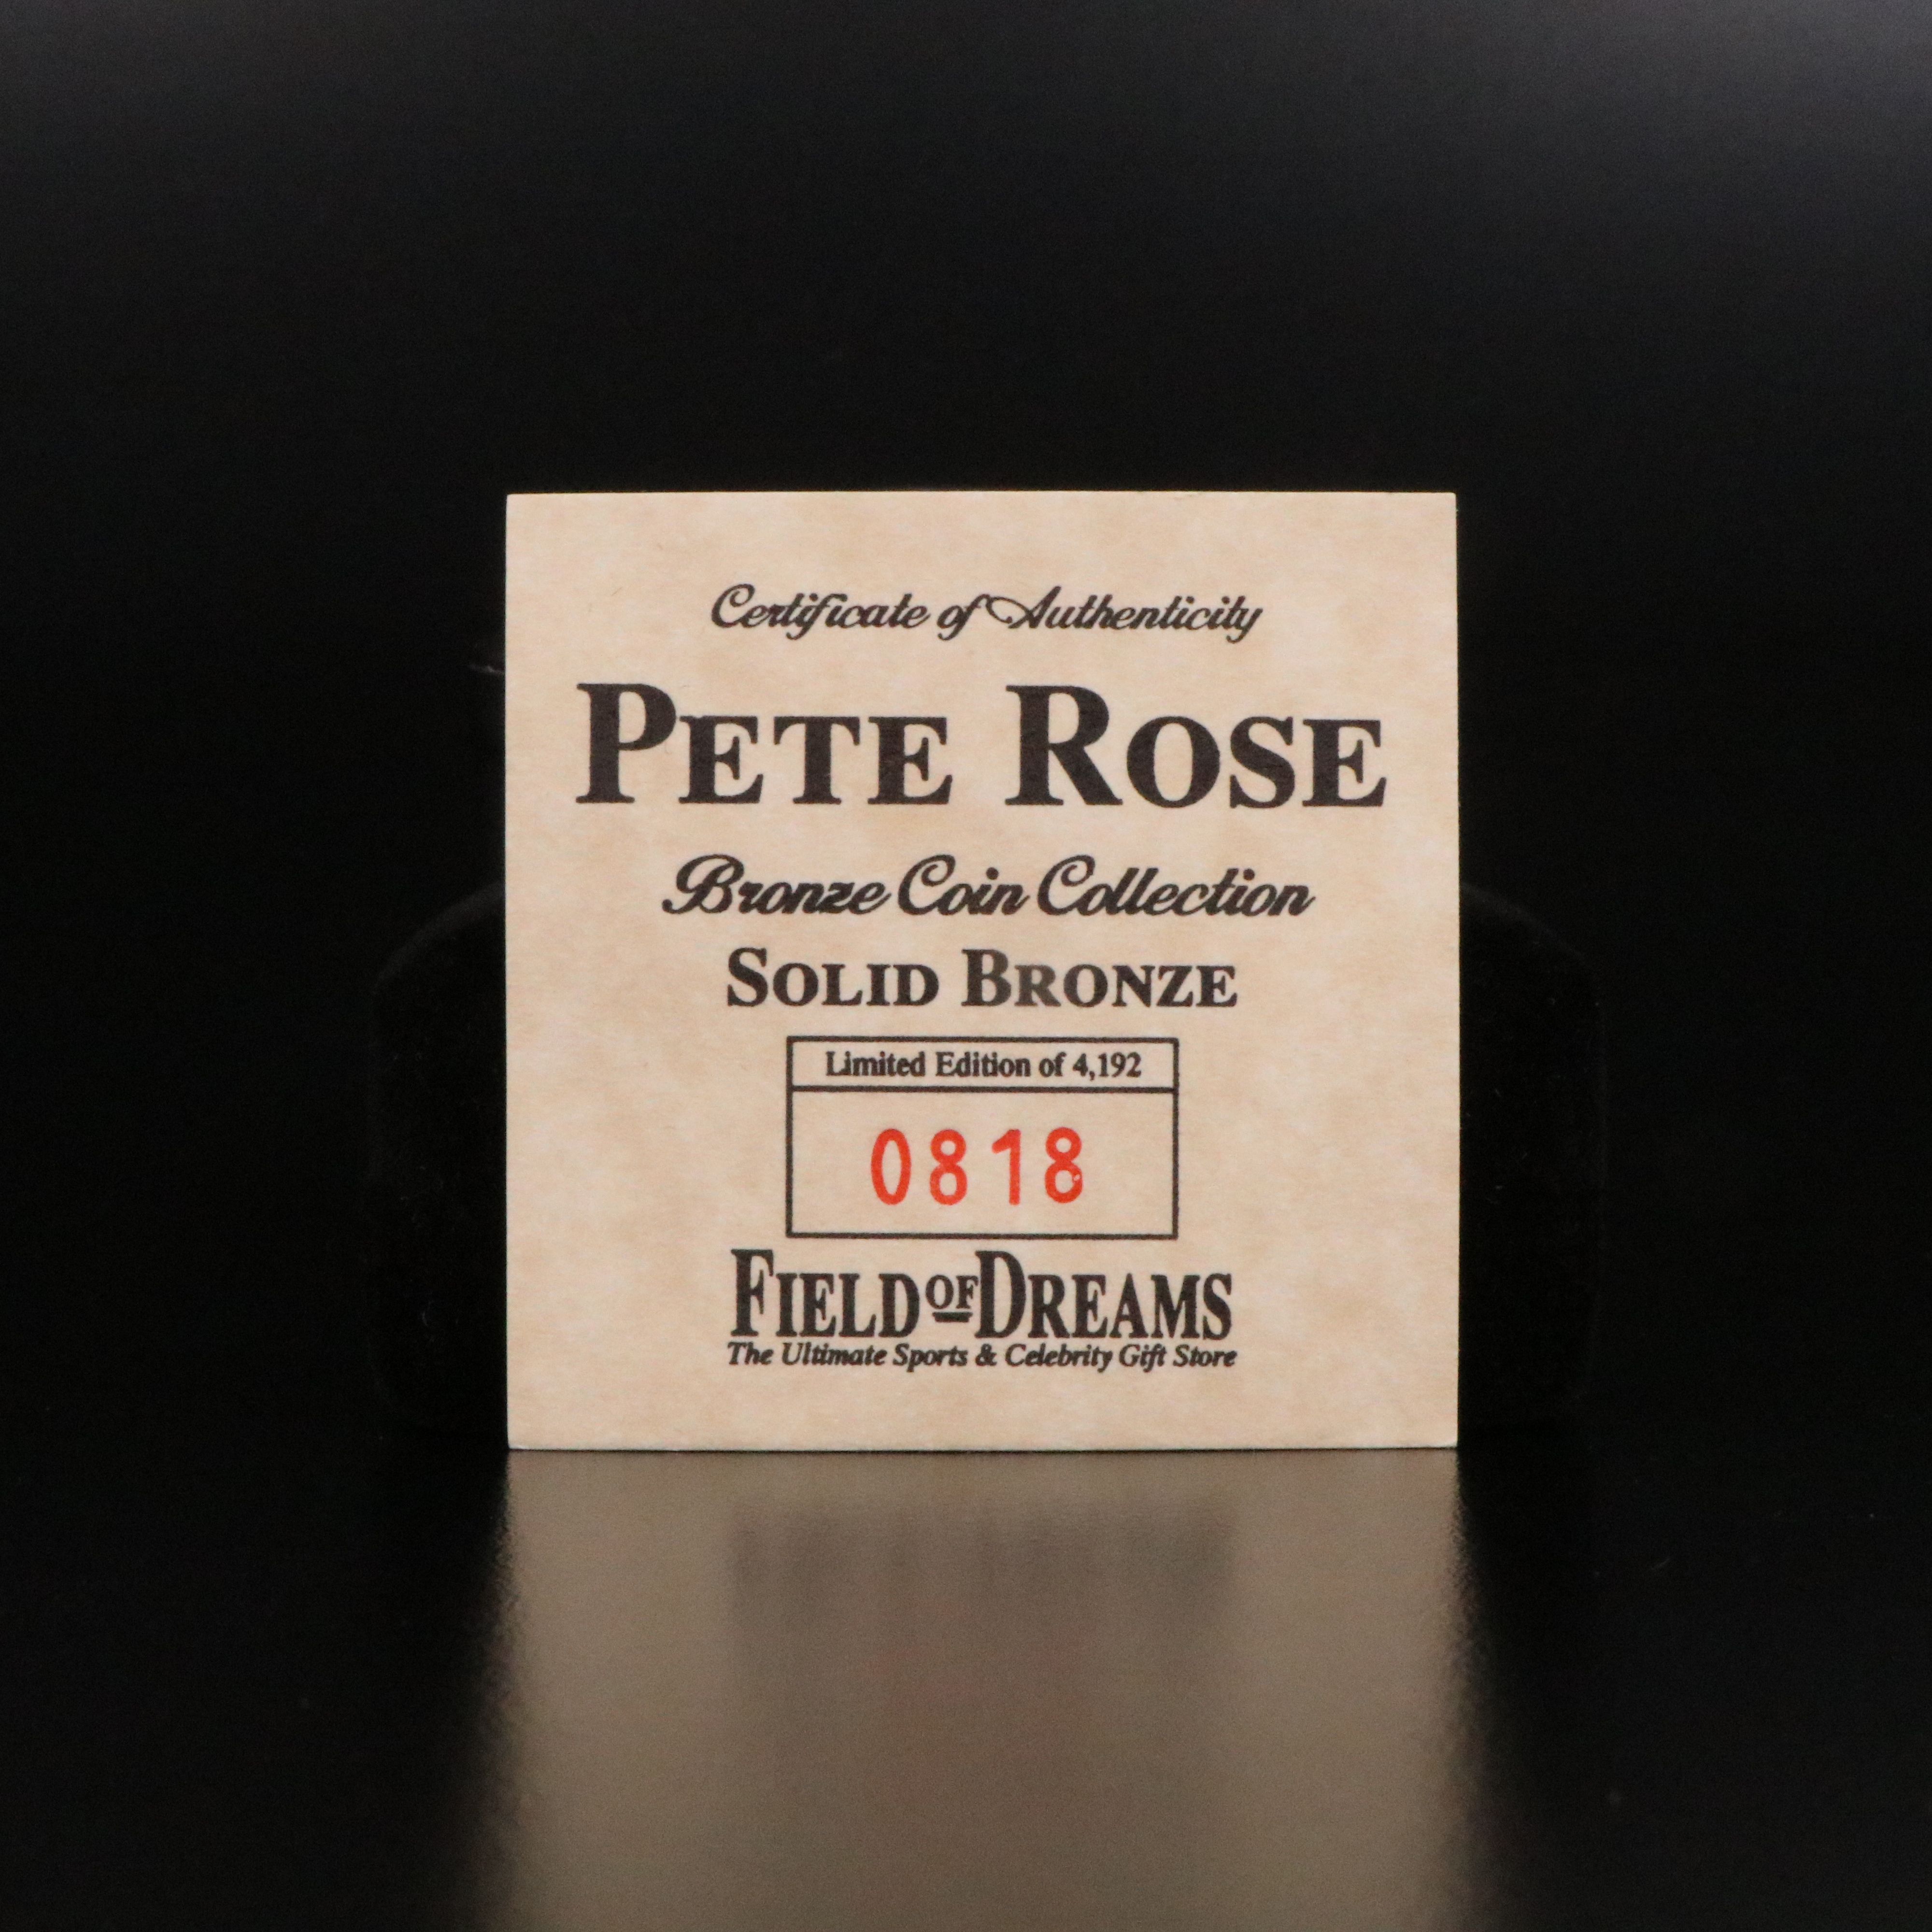 Certificate of Authenticity
PETE ROSE
Bronze Coin Collection
SOLID BRONZE
Limited Edition of 4,192
0818
FIELD OF DREAMS
The Ultimate Sports & Celebrity Gift Store